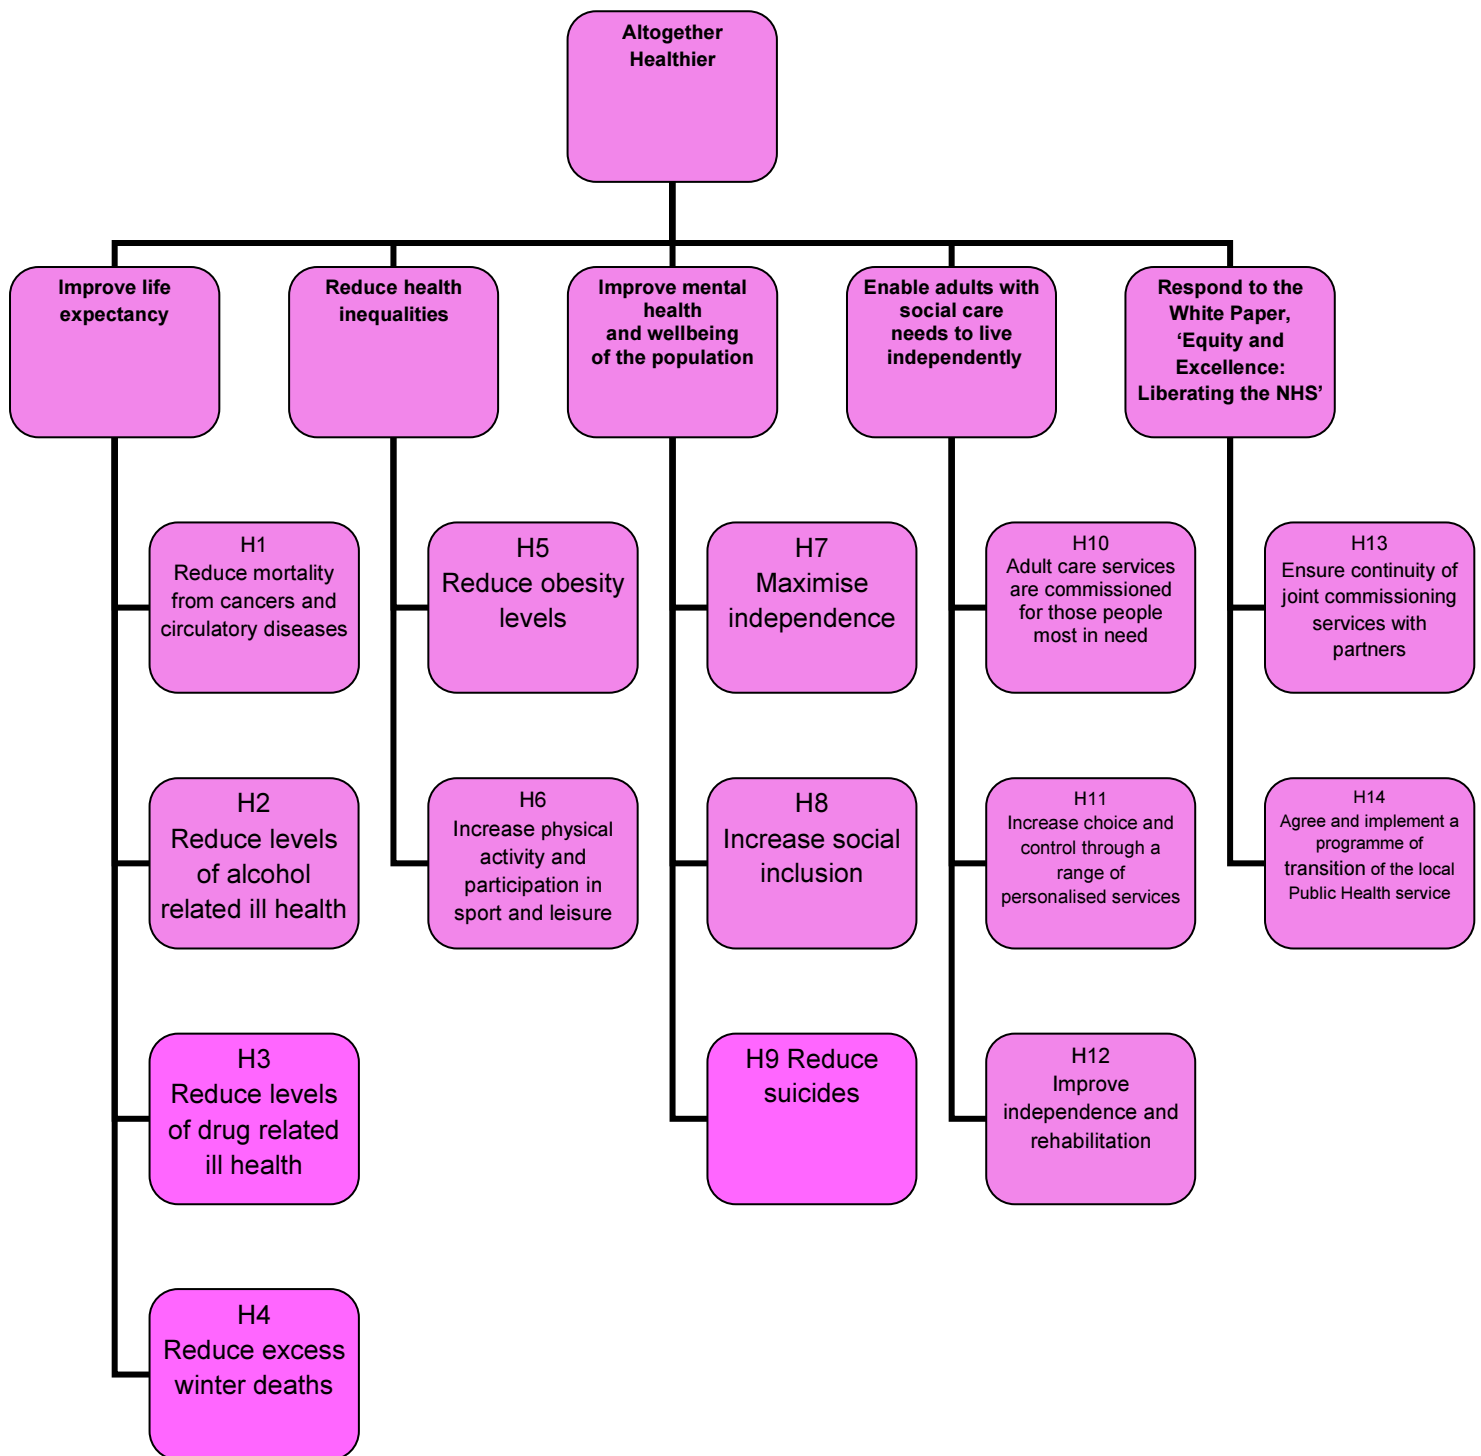 Altogether
Healthier
Improve life
expectancy
Reduce health
inequalities
Improve mental
health
and wellbeing
of the population
Enable adults with
social care
needs to live
independently
Respond to the
White Paper,
‘Equity and
Excellence:
Liberating the NHS’
H1
Reduce mortality
from cancers and
circulatory diseases
H5
Reduce obesity
levels
H7
Maximise
independence
H10
Adult care services
are commissioned
for those people
most in need
H13
Ensure continuity of
joint commissioning
services with
partners
H2
Reduce levels
of alcohol
related ill health
H6
Increase physical
activity and
participation in
sport and leisure
H8
Increase social
inclusion
H11
Increase choice and
control through a
range of
personalised services
H14
Agree and implement a
programme of
transition of the local
Public Health service
H3
Reduce levels
of drug related
ill health
H9 Reduce
suicides
H12
Improve
independence and
rehabilitation
H4
Reduce excess
winter deaths